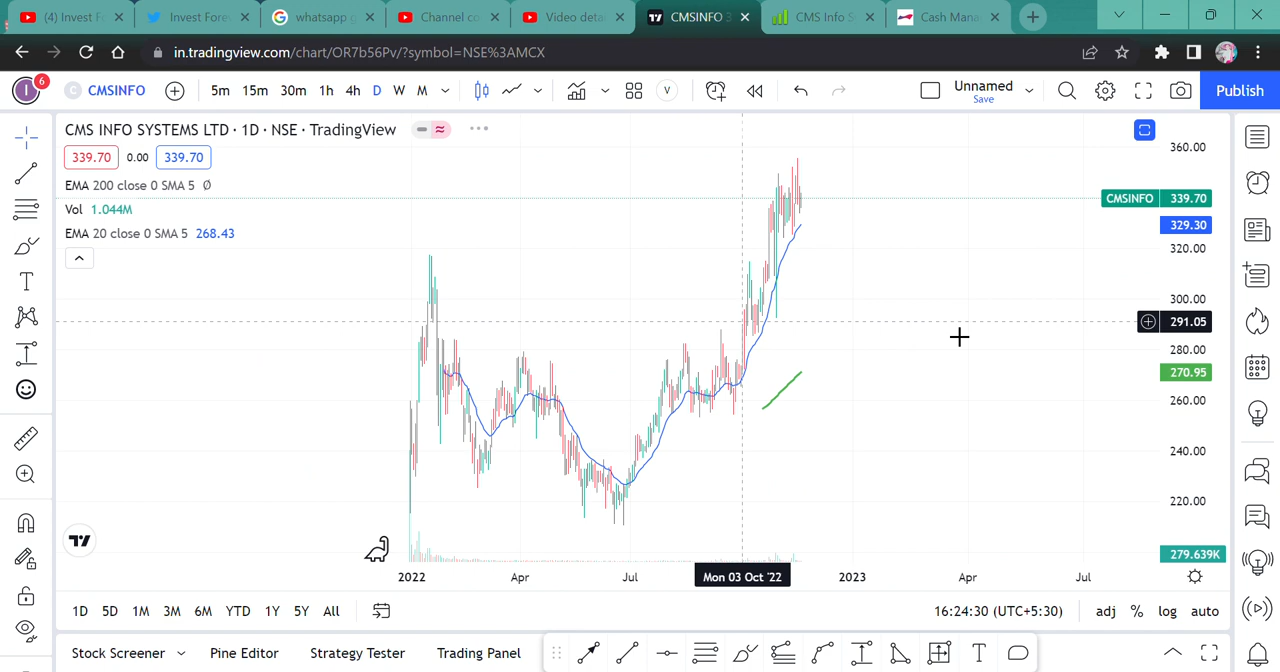 (4) Invest F
Invest Fore
whatsapp g
Channel co
Video deta
CMSINFO 3
CMS Info S
Cash Mana
in.tradingview.com/chart/OR7b56Pv/?symbol=NSE%3AMCX
I 6 C CMSINFO 5m 15m 30m 1h 4h D W M V Unnamed Save Publish
CMS INFO SYSTEMS LTD · 1D · NSE · TradingView
339.70 0.00 339.70
EMA 200 close 0 SMA 5 Ø
Vol 1.044M
EMA 20 close 0 SMA 5 268.43
360.00
CMSINFO 339.70
329.30
320.00
300.00
291.05
280.00
270.95
260.00
240.00
220.00
279.639K
2022 Apr Jul Mon 03 Oct '22 2023 Apr Jul
1D 5D 1M 3M 6M YTD 1Y 5Y All 16:24:30 (UTC+5:30) adj % log auto
Stock Screener Pine Editor Strategy Tester Trading Panel